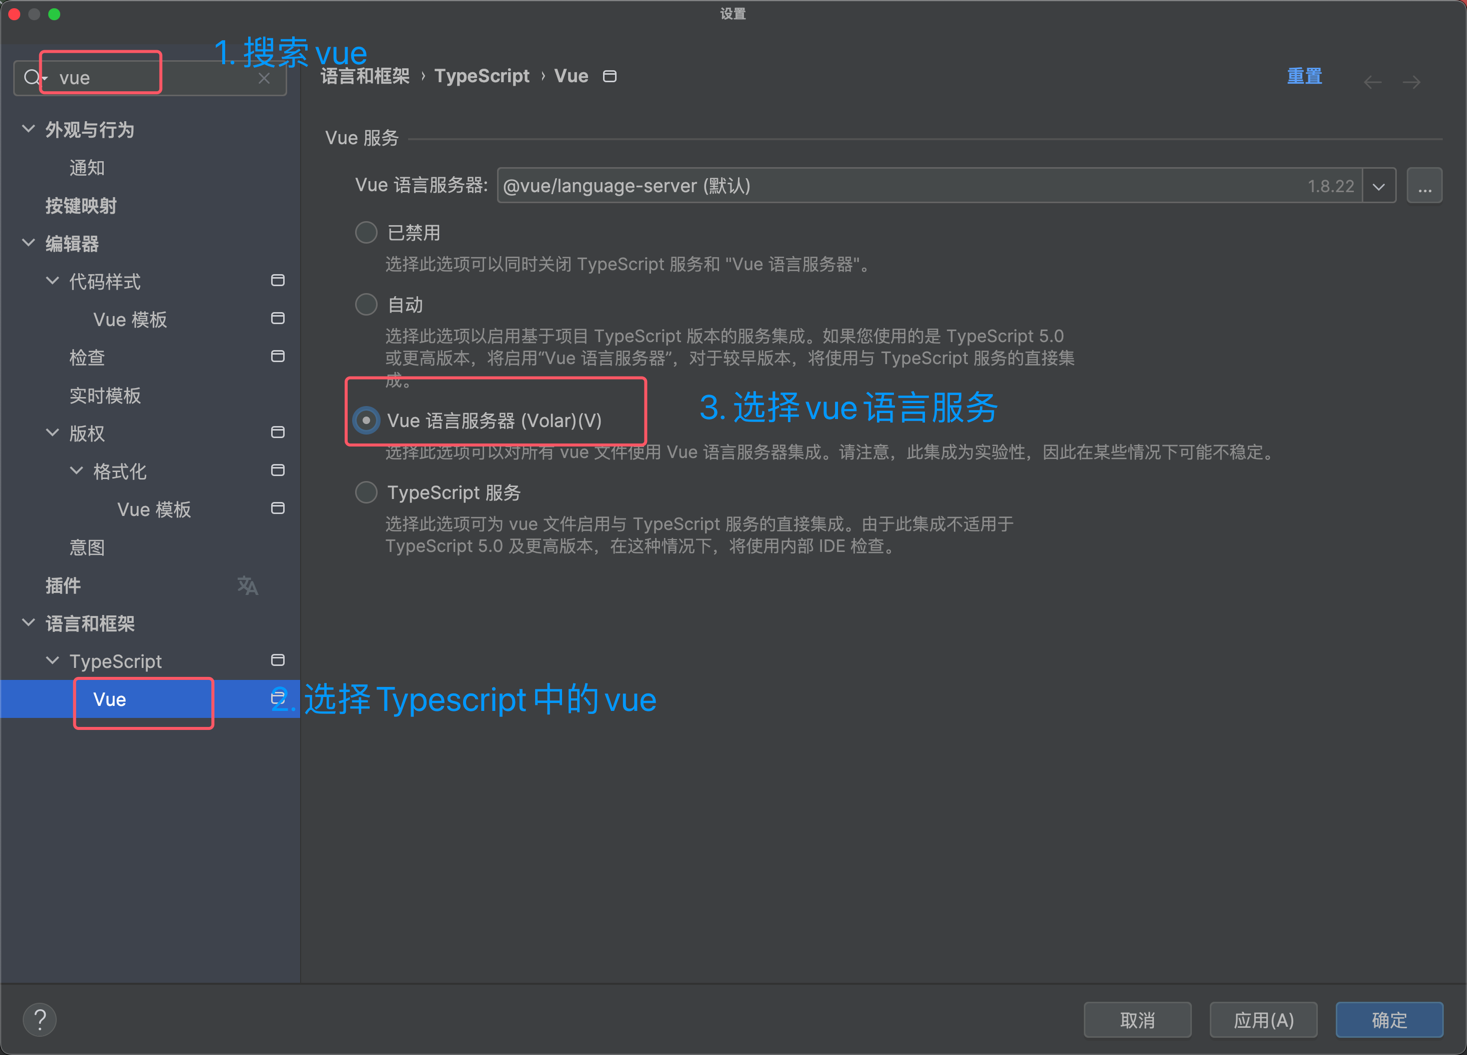 设置
1. 搜索 vue
vue
语言和框架 › TypeScript › Vue
重置
外观与行为
通知
按键映射
编辑器
代码样式
Vue 模板
检查
实时模板
版权
格式化
Vue 模板
意图
插件
语言和框架
TypeScript
Vue
2. 选择 Typescript 中的 vue
Vue 服务
Vue 语言服务器: @vue/language-server (默认) 1.8.22 ...
已禁用
选择此选项可以同时关闭 TypeScript 服务和 "Vue 语言服务器"。
自动
选择此选项以启用基于项目 TypeScript 版本的服务集成。如果您使用的是 TypeScript 5.0
或更高版本，将启用“Vue 语言服务器”，对于较早版本，将使用与 TypeScript 服务的直接集
成。
Vue 语言服务器 (Volar)(V)
3. 选择 vue 语言服务
选择此选项可以对所有 vue 文件使用 Vue 语言服务器集成。请注意，此集成为实验性，因此在某些情况下可能不稳定。
TypeScript 服务
选择此选项可为 vue 文件启用与 TypeScript 服务的直接集成。由于此集成不适用于
TypeScript 5.0 及更高版本，在这种情况下，将使用内部 IDE 检查。
?
取消
应用(A)
确定